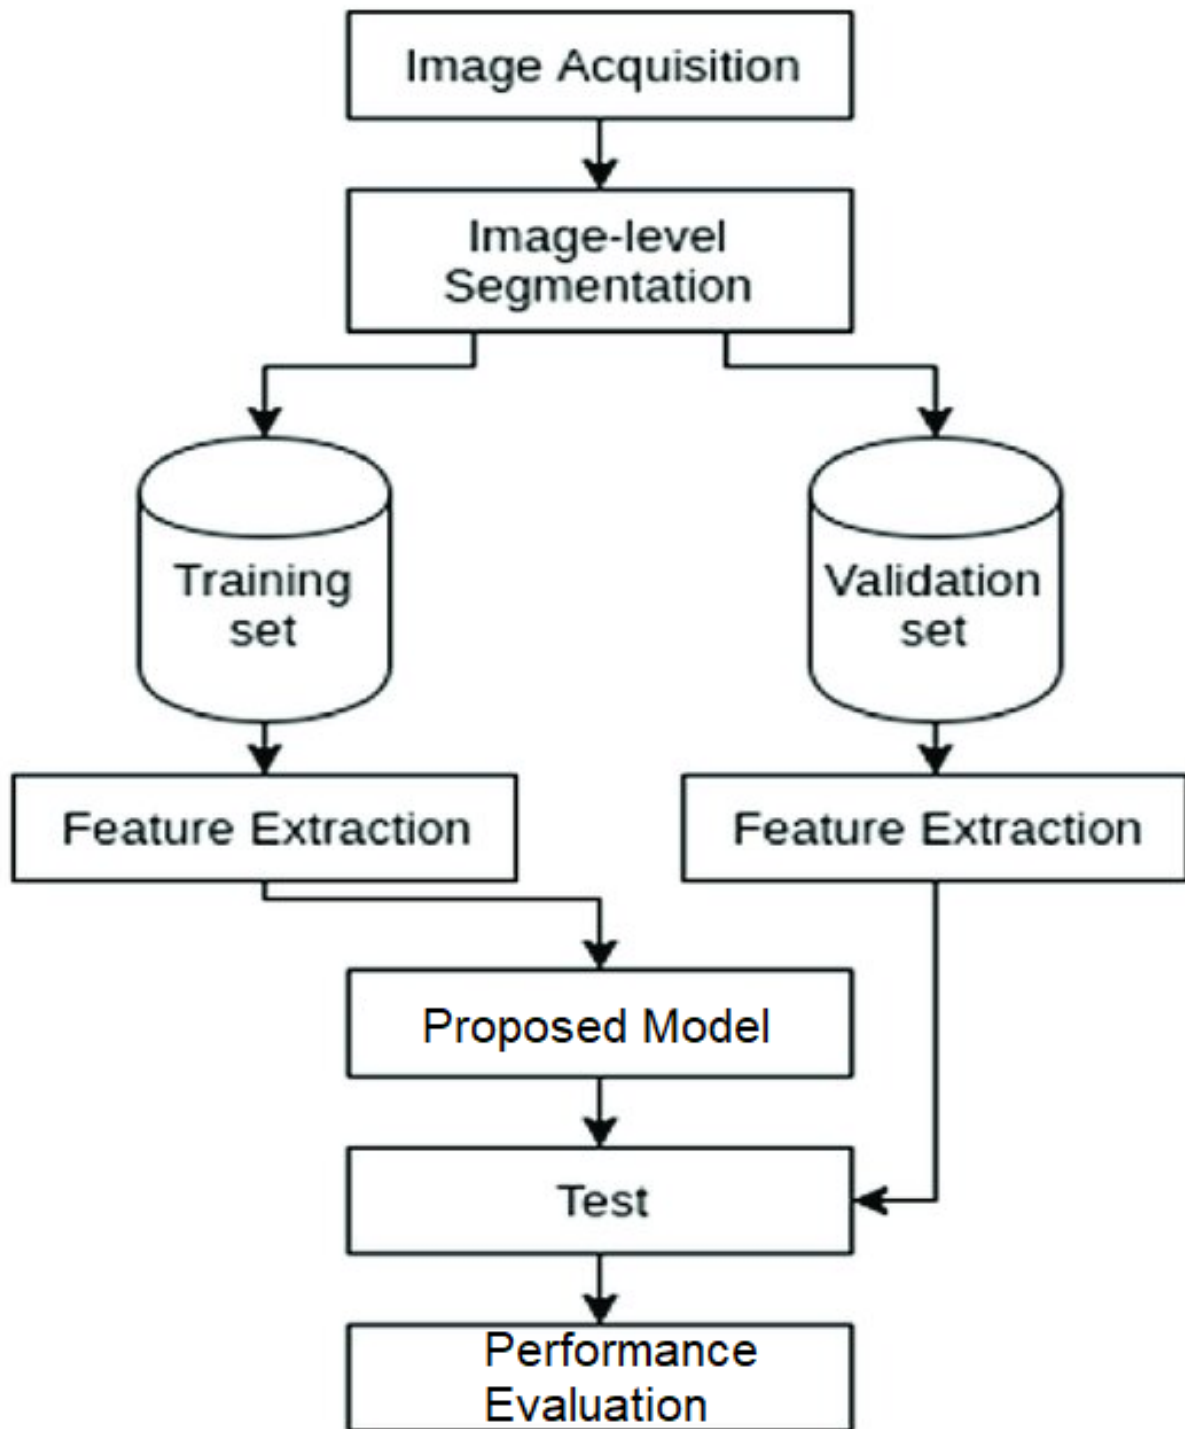 Image Acquisition
Image-level
Segmentation
Training
set
Validation
set
Feature Extraction
Feature Extraction
Proposed Model
Test
Performance
Evaluation